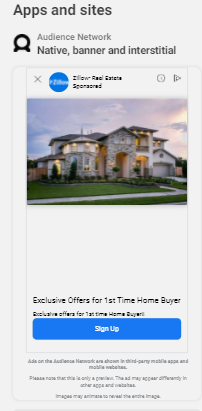 Apps and sites
Audience Network
Native, banner and interstitial
Zillow
Zillow- Real Estate
Sponsored
Exclusive Offers for 1st Time Home Buyer
Exclusive offers for 1st time Home Buyers!
Sign Up
Ads on the Audience Network are shown in third-party mobile apps and
mobile websites.
Please note that this is only a preview. The ad may appear differently in
other apps and websites.
Images may animate to reveal the entire image.